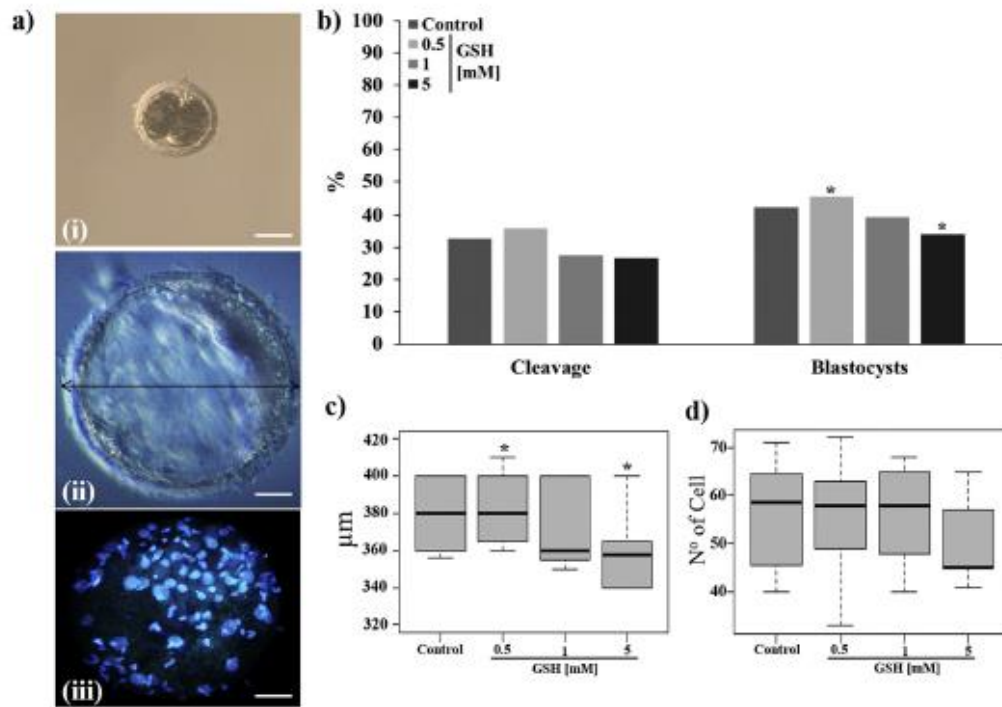 a)
(i)
(ii)
(iii)
b)
Control
0.5
1
5
GSH
[mM]
100
90
80
70
60
50
40
30
20
10
0
%
*
*
Cleavage
Blastocysts
c)
420
400
380
360
340
320
µm
*
*
Control
0.5
1
5
GSH [mM]
d)
70
60
50
40
Nº of Cell
Control
0.5
1
5
GSH [mM]